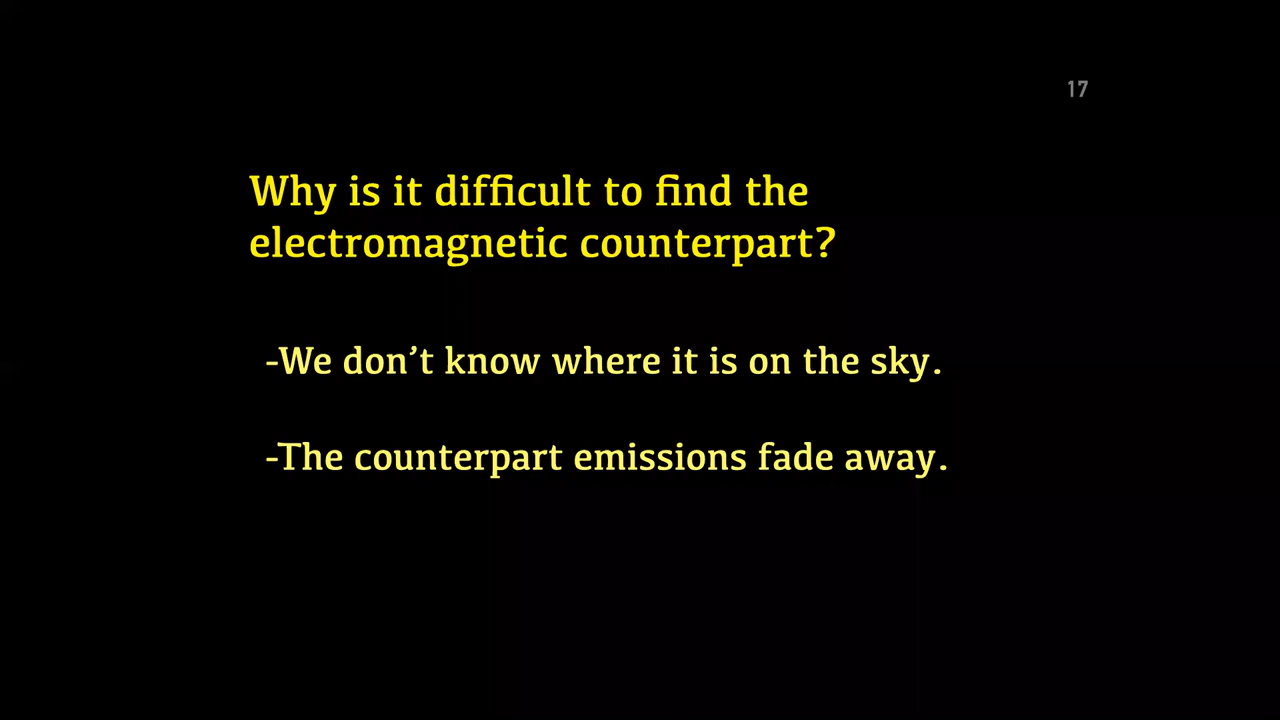 17
Why is it difficult to find the
electromagnetic counterpart?
-We don’t know where it is on the sky.
-The counterpart emissions fade away.